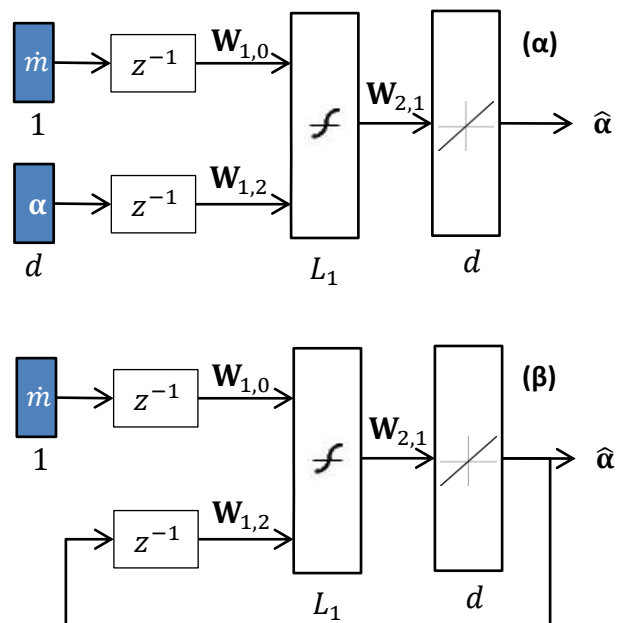 ṁ z⁻¹ W₁,₀ (α)
1
W₂,₁
α̂
α z⁻¹ W₁,₂
d L₁ d
ṁ z⁻¹ W₁,₀ (β)
1
W₂,₁
α̂
z⁻¹ W₁,₂
L₁ d